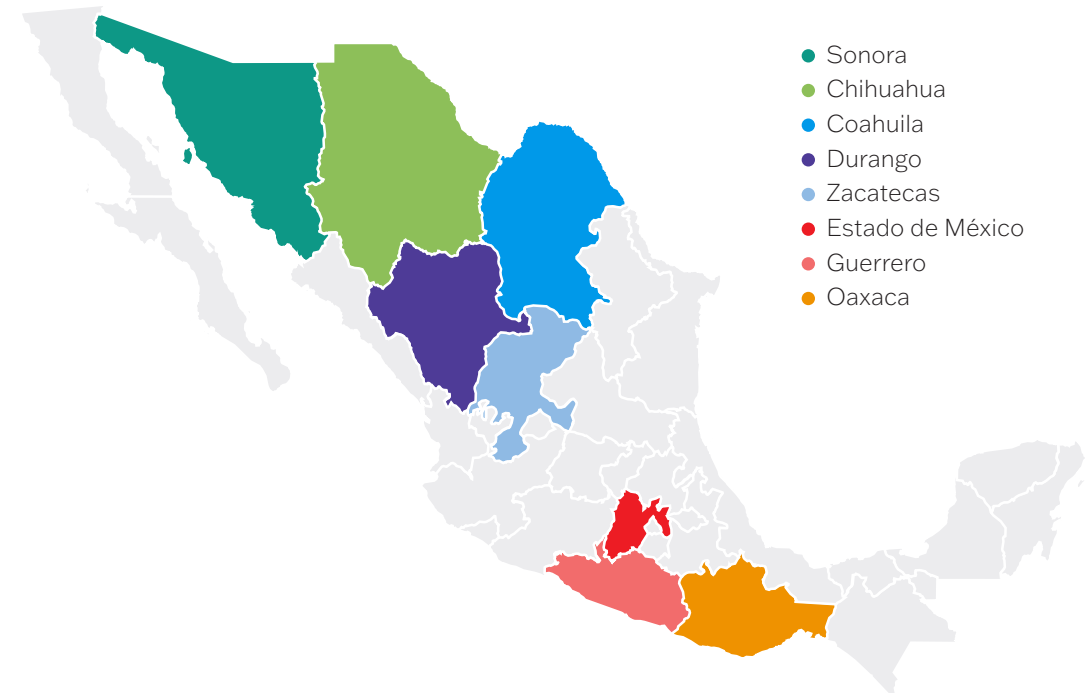 Sonora
Chihuahua
Coahuila
Durango
Zacatecas
Estado de México
Guerrero
Oaxaca